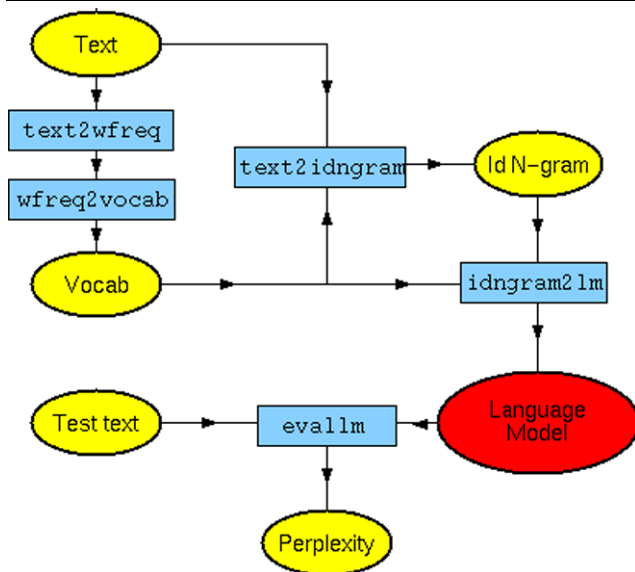 Text
text2wfreq
text2idngram
Id N-gram
wfreq2vocab
Vocab
idngram2lm
Test text
evallm
Language
Model
Perplexity